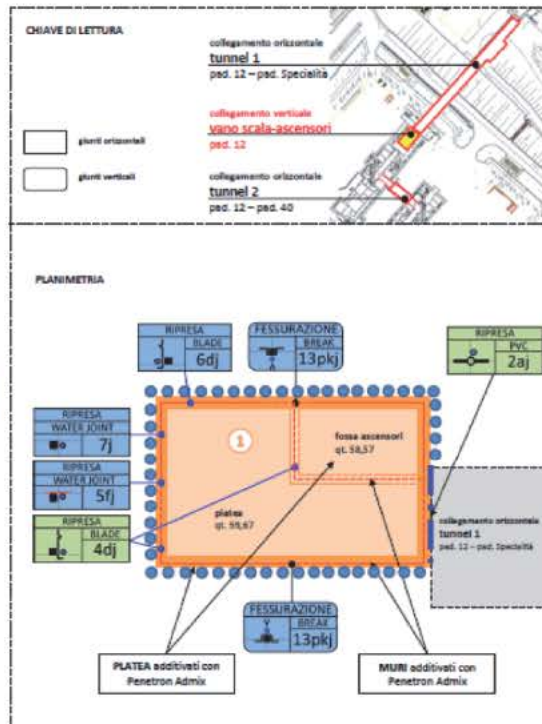 CHIAVE DI LETTURA
collegamento orizzontale
tunnel 1
pad. 12 – pad. Specialità
collegamento verticale
vano scala-ascensori
pad. 12
giunti orizzontali
giunti verticali
collegamento orizzontale
tunnel 2
pad. 12 – pad. 40
PLANIMETRIA
RIPRESA
BLADE
6dj
FESSURAZIONE
BREAK
13pkj
RIPRESA
PVC
2aj
RIPRESA
WATER JOINT
7j
RIPRESA
WATER JOINT
5fj
RIPRESA
BLADE
4dj
1
fossa ascensori
qt. 58,57
platea
qt. 59,67
collegamento orizzontale
tunnel 1
pad. 12 – pad. Specialità
FESSURAZIONE
BREAK
13pkj
PLATEA additivati con
Penetron Admix
MURI additivati con
Penetron Admix